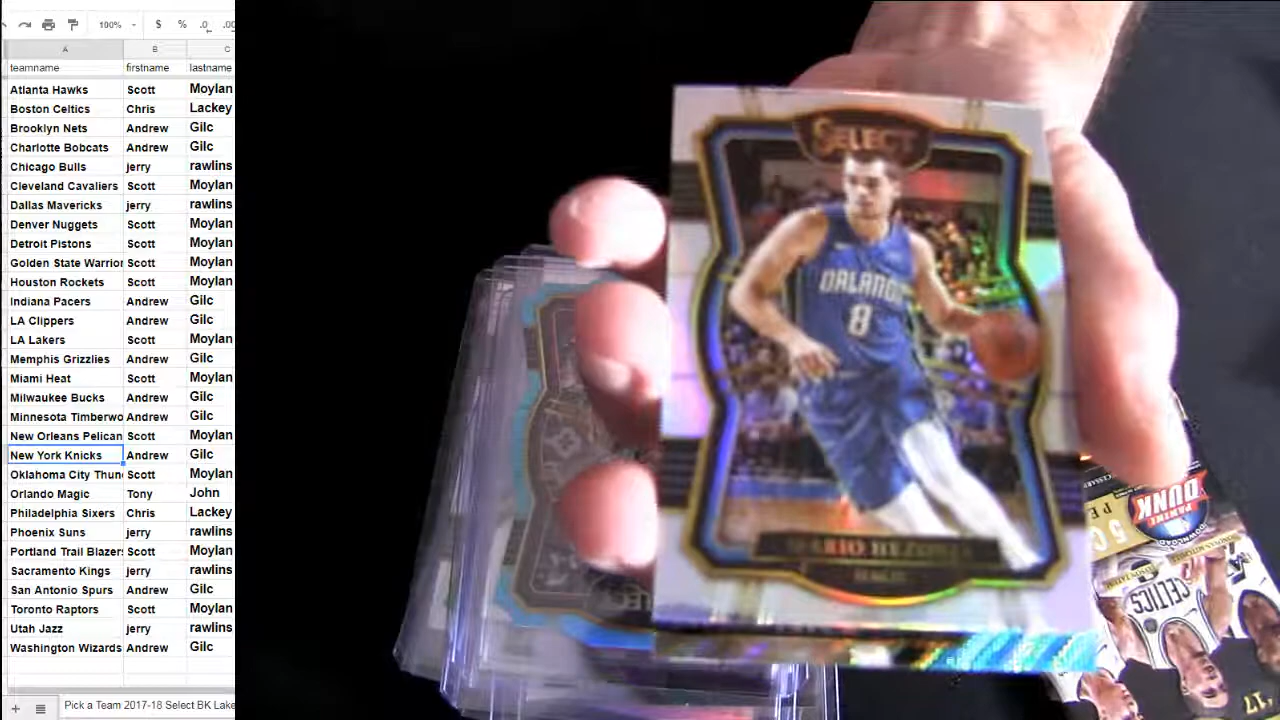 100% $ % .0 .00
A B C
teamname firstname lastname
Atlanta Hawks Scott Moylan
Boston Celtics Chris Lackey
Brooklyn Nets Andrew Gilc
Charlotte Bobcats Andrew Gilc
Chicago Bulls jerry rawlins
Cleveland Cavaliers Scott Moylan
Dallas Mavericks jerry rawlins
Denver Nuggets Scott Moylan
Detroit Pistons Scott Moylan
Golden State Warrior Scott Moylan
Houston Rockets Scott Moylan
Indiana Pacers Andrew Gilc
LA Clippers Andrew Gilc
LA Lakers Scott Moylan
Memphis Grizzlies Andrew Gilc
Miami Heat Scott Moylan
Milwaukee Bucks Andrew Gilc
Minnesota Timberwo Andrew Gilc
New Orleans Pelican Scott Moylan
New York Knicks Andrew Gilc
Oklahoma City Thun Scott Moylan
Orlando Magic Tony John
Philadelphia Sixers Chris Lackey
Phoenix Suns jerry rawlins
Portland Trail Blazers Scott Moylan
Sacramento Kings jerry rawlins
San Antonio Spurs Andrew Gilc
Toronto Raptors Scott Moylan
Utah Jazz jerry rawlins
Washington Wizards Andrew Gilc
Pick a Team 2017-18 Select BK Lake
SELECT
ORLANDO
8
MARIO HEZONJA
MAGIC
PANINI
DUNK
CELTICS